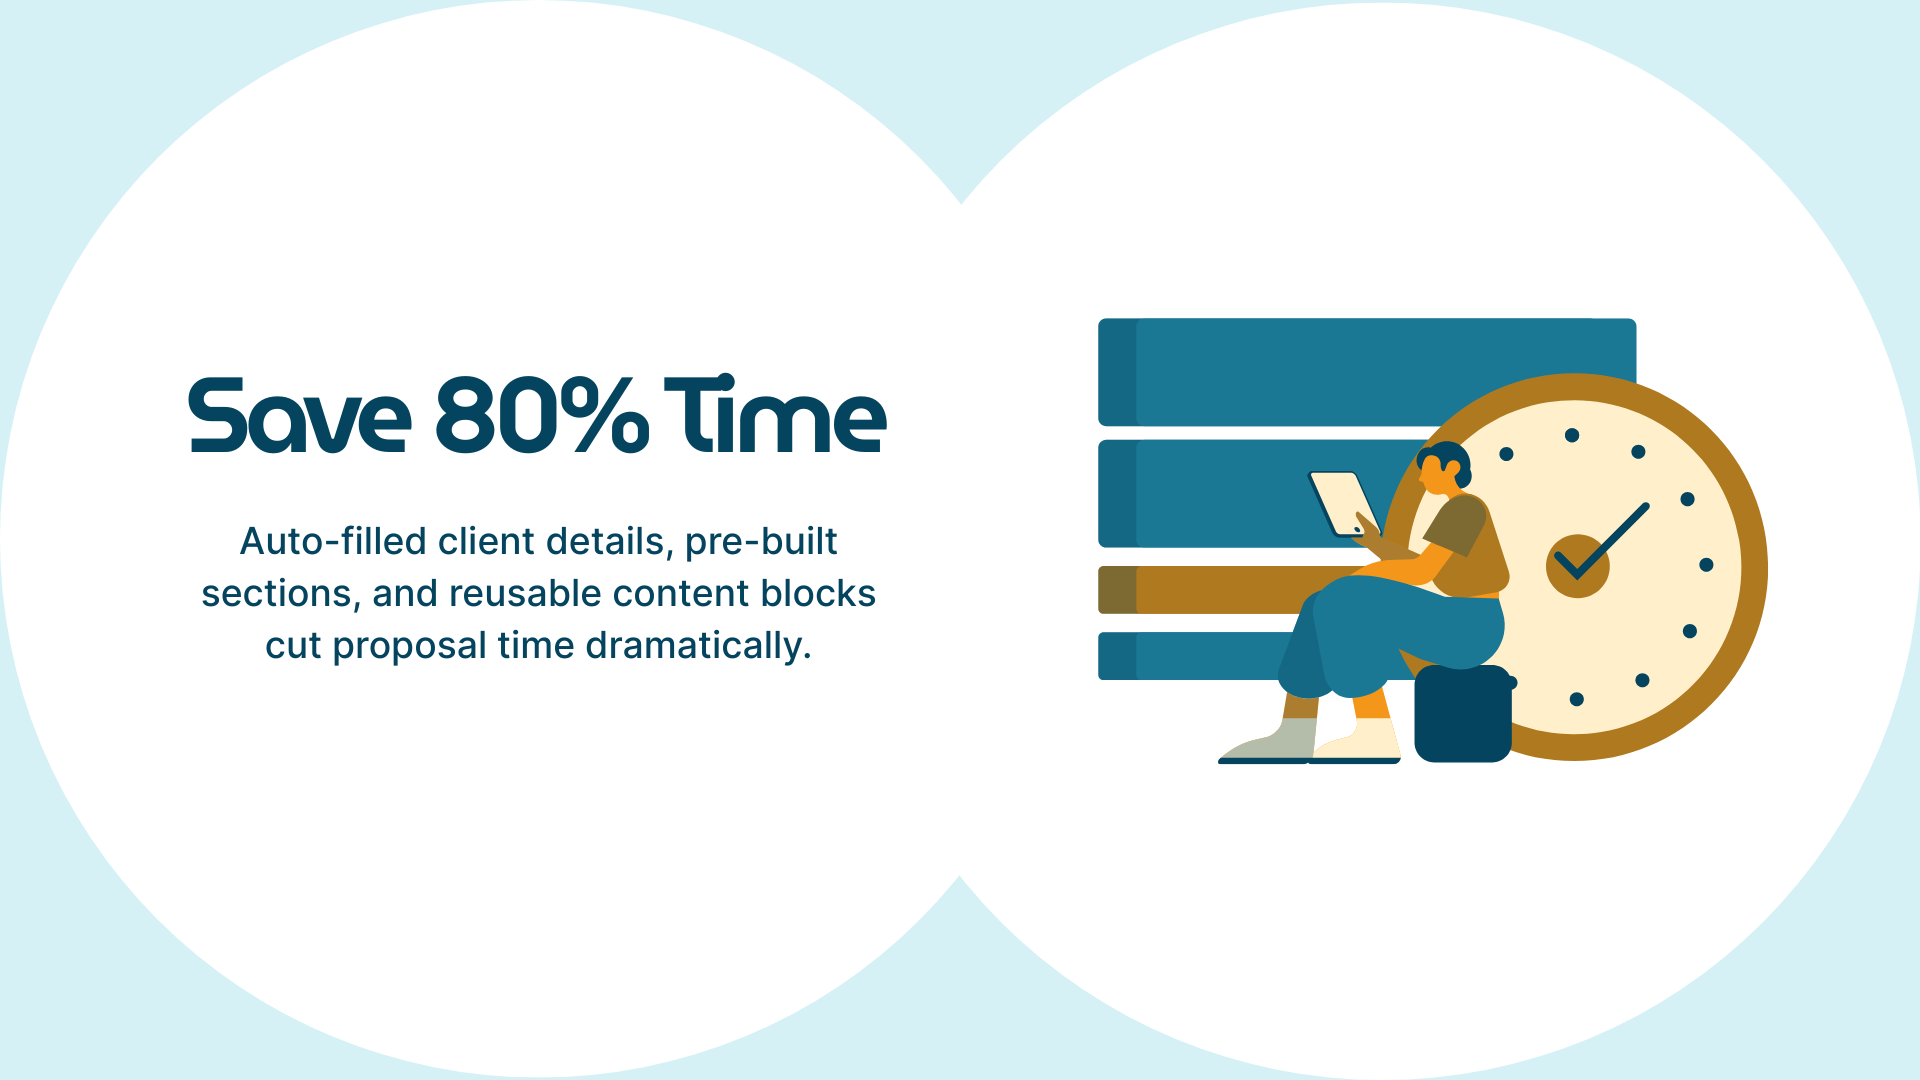 Save 80% Time
Auto-filled client details, pre-built
sections, and reusable content blocks
cut proposal time dramatically.